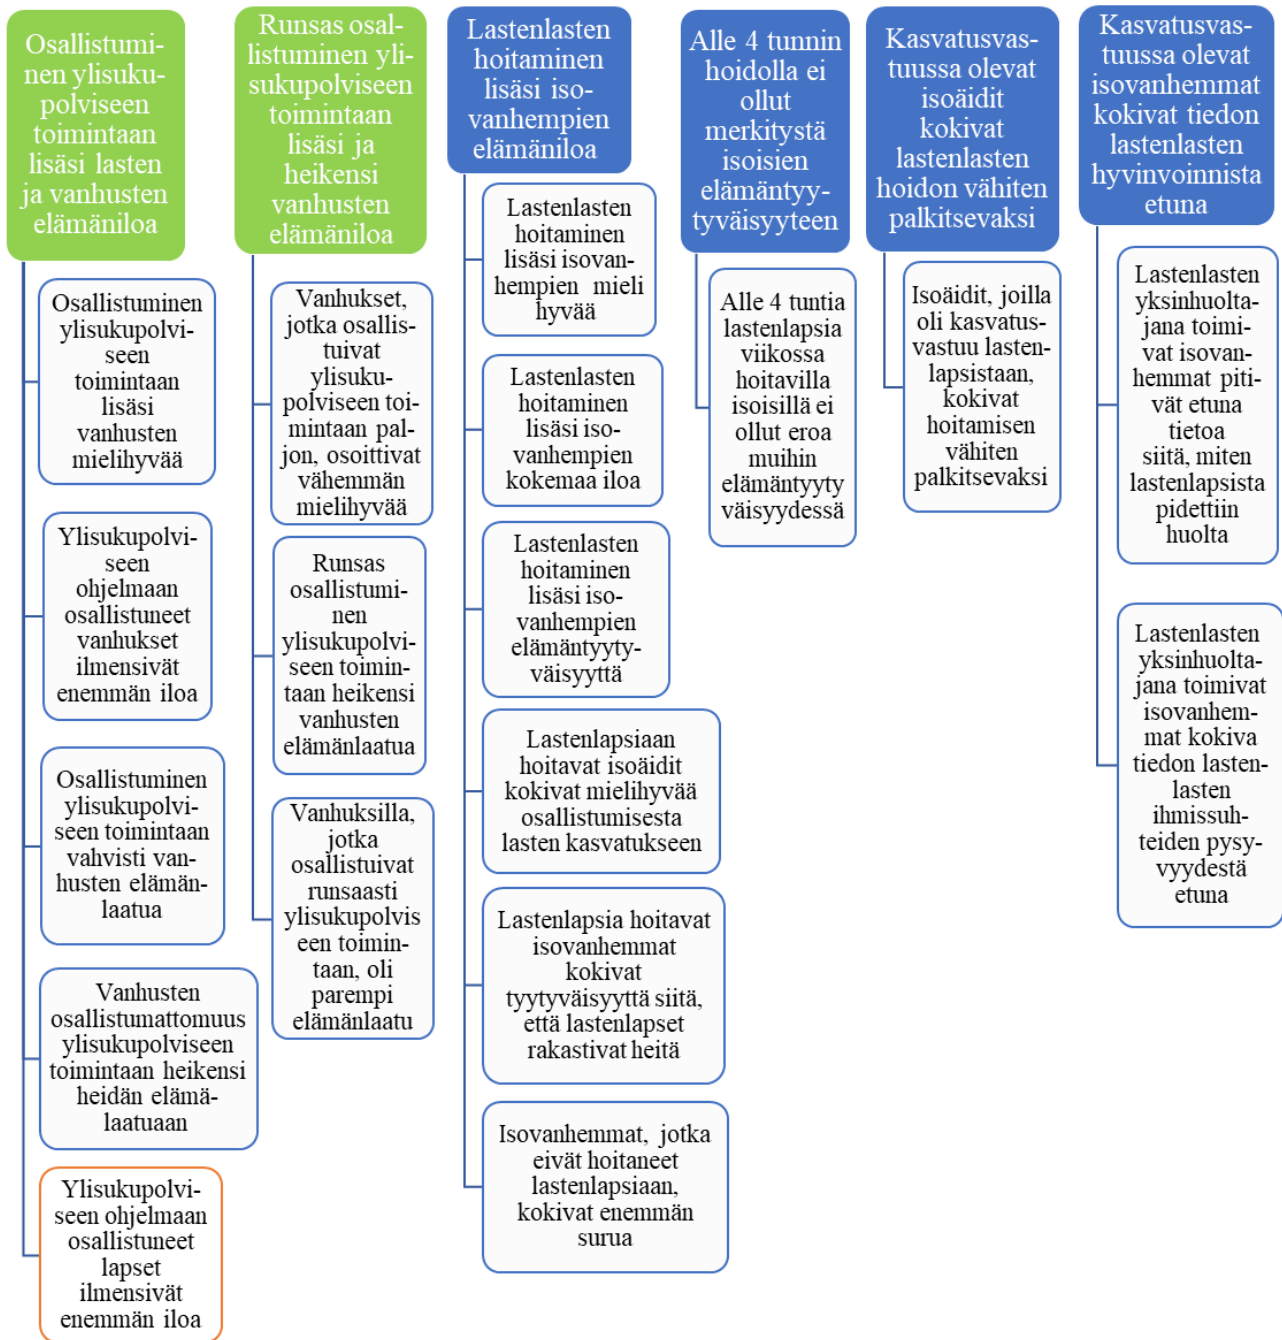 Osallistumi-
nen ylisuku-
polviseen
toimintaan
lisäsi lasten
ja vanhusten
elämäniloa
Osallistuminen
ylisukupolvi-
seen
toimintaan
lisäsi
vanhusten
mielihyvää
Ylisukupolvi-
seen
ohjelmaan
osallistuneet
vanhukset
ilmensivät
enemmän iloa
Osallistuminen
ylisukupolvi-
seen toimintaan
vahvisti van-
husten elämän-
laatua
Vanhusten
osallistumattomuus
ylisukupolviseen
toimintaan heikensi
heidän elämä-
laatuaan
Ylisukupolvi-
seen ohjelmaan
osallistuneet
lapset
ilmensivät
enemmän iloa
Runsas osal-
listuminen yli-
sukupolviseen
toimintaan
lisäsi ja
heikensi
vanhusten
elämäniloa
Vanhukset,
jotka osallis-
tuivat
ylisuku-
polviseen toi-
mintaan pal-
jon, osoittivat
vähemmän
mielihyvää
Runsas
osallistumi-
nen
ylisukupolvi-
seen toimin-
taan heikensi
vanhusten
elämänlaatua
Vanhuksilla,
jotka
osallistuivat
runsaasti
ylisukupolvis
een toimin-
taan, oli
parempi
elämänlaatu
Lastenlasten
hoitaminen
lisäsi iso-
vanhempien
elämäniloa
Lastenlasten
hoitaminen
lisäsi isovan-
hempien mieli
hyvää
Lastenlasten
hoitaminen
lisäsi iso-
vanhempien
kokemaa iloa
Lastenlasten
hoitaminen
lisäsi iso-
vanhempien
elämäntyyty-
väisyyttä
Lastenlapsiaan
hoitavat isoäidit
kokivat mielihyvää
osallistumisesta
lasten kasvatukseen
Lastenlapsia hoitavat
isovanhemmat
kokivat
tyytyväisyyttä siitä,
että lastenlapset
rakastivat heitä
Isovanhemmat, jotka
eivät hoitaneet
lastenlapsiaan,
kokivat enemmän
surua
Alle 4 tunnin
hoidolla ei
ollut
merkitystä
isoisien
elämäntyy-
tyväisyyteen
Alle 4 tuntia
lastenlapsia
viikossa
hoitavilla
isoisillä ei
ollut eroa
muihin
elämäntyyty
väisyydessä
Kasvatusvas-
tuussa olevat
isoäidit
kokivat
lastenlasten
hoidon vähiten
palkitsevaksi
Isoäidit, joilla
oli kasvatus-
vastuu lasten-
lapsistaan,
kokivat
hoitamisen
vähiten
palkitsevaksi
Kasvatusvas-
tuussa olevat
isovanhemmat
kokivat tiedon
lastenlasten
hyvinvoinnista
etuna
Lastenlasten
yksinhuolta-
jana toimi-
vat isovan-
hemmat piti-
vät etuna
tietoa
siitä, miten
lastenlapsista
pidettiin
huolta
Lastenlasten
yksinhuolta-
jana toimivat
isovanhem-
mat kokiva
tiedon lasten-
lasten
ihmissuh-
teiden pysy-
vyydestä
etuna